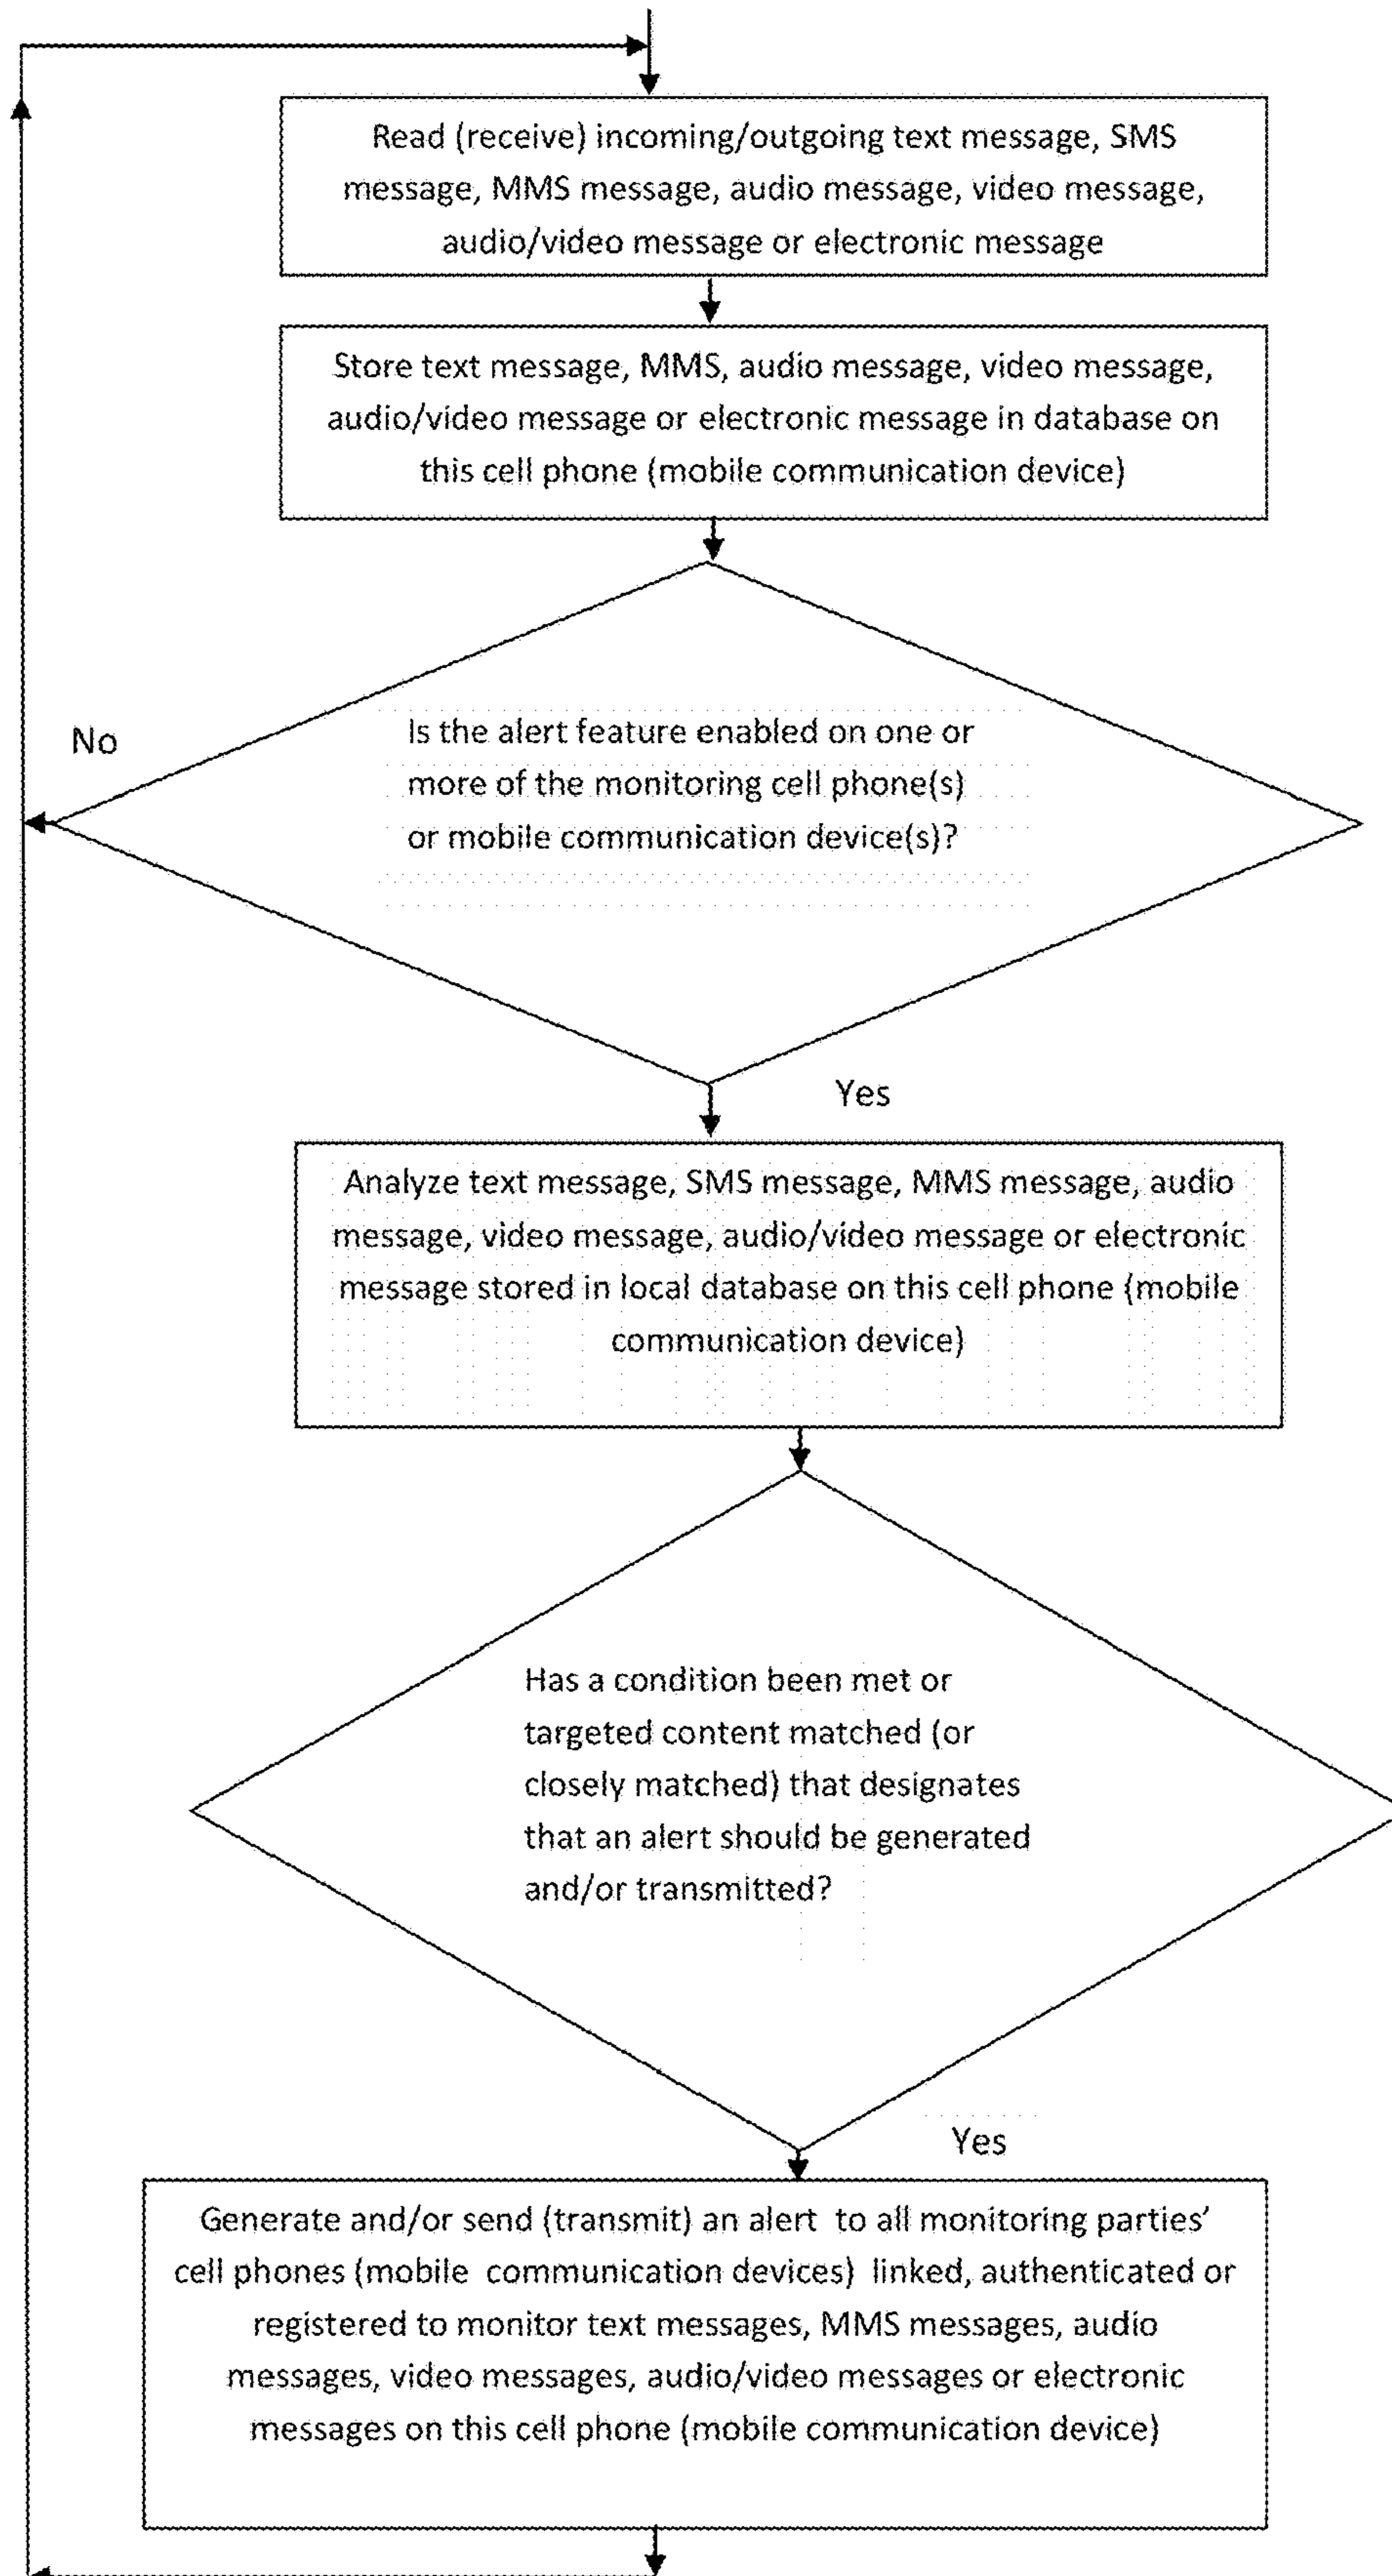 Read (receive) incoming/outgoing text message, SMS
message, MMS message, audio message, video message,
audio/video message or electronic message
Store text message, MMS, audio message, video message,
audio/video message or electronic message in database on
this cell phone (mobile communication device)
No
Is the alert feature enabled on one or
more of the monitoring cell phone(s)
or mobile communication device(s)?
Yes
Analyze text message, SMS message, MMS message, audio
message, video message, audio/video message or electronic
message stored in local database on this cell phone (mobile
communication device)
Has a condition been met or
targeted content matched (or
closely matched) that designates
that an alert should be generated
and/or transmitted?
Yes
Generate and/or send (transmit) an alert to all monitoring parties’
cell phones (mobile communication devices) linked, authenticated or
registered to monitor text messages, MMS messages, audio
messages, video messages, audio/video messages or electronic
messages on this cell phone (mobile communication device)